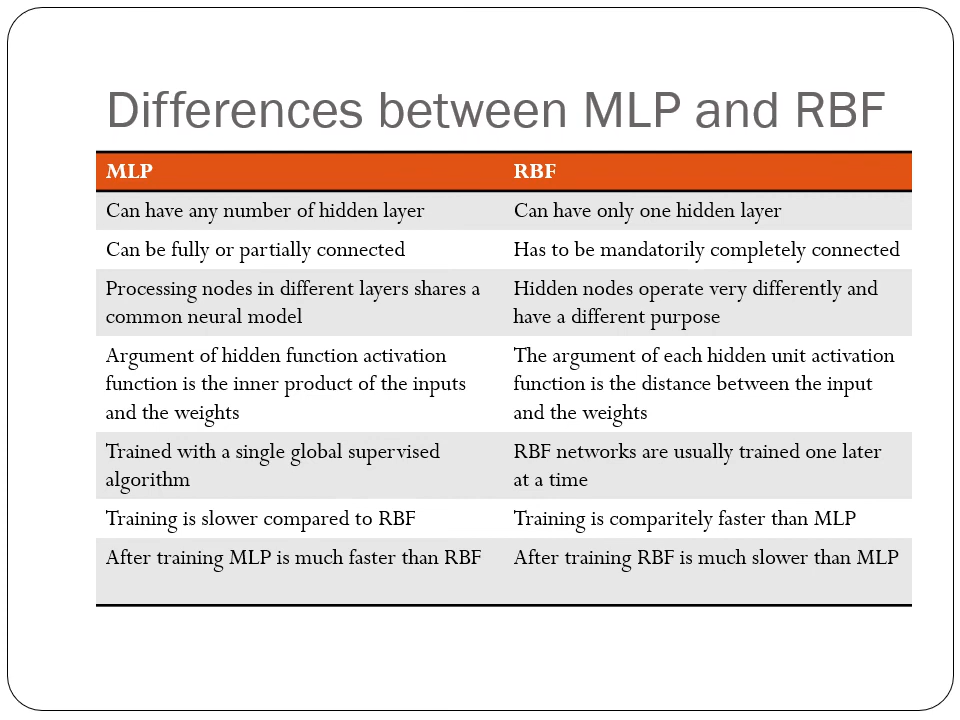 Differences between MLP and RBF
MLP
RBF
Can have any number of hidden layer
Can have only one hidden layer
Can be fully or partially connected
Has to be mandatorily completely connected
Processing nodes in different layers shares a
common neural model
Hidden nodes operate very differently and
have a different purpose
Argument of hidden function activation
function is the inner product of the inputs
and the weights
The argument of each hidden unit activation
function is the distance between the input
and the weights
Trained with a single global supervised
algorithm
RBF networks are usually trained one later
at a time
Training is slower compared to RBF
Training is comparitely faster than MLP
After training MLP is much faster than RBF
After training RBF is much slower than MLP